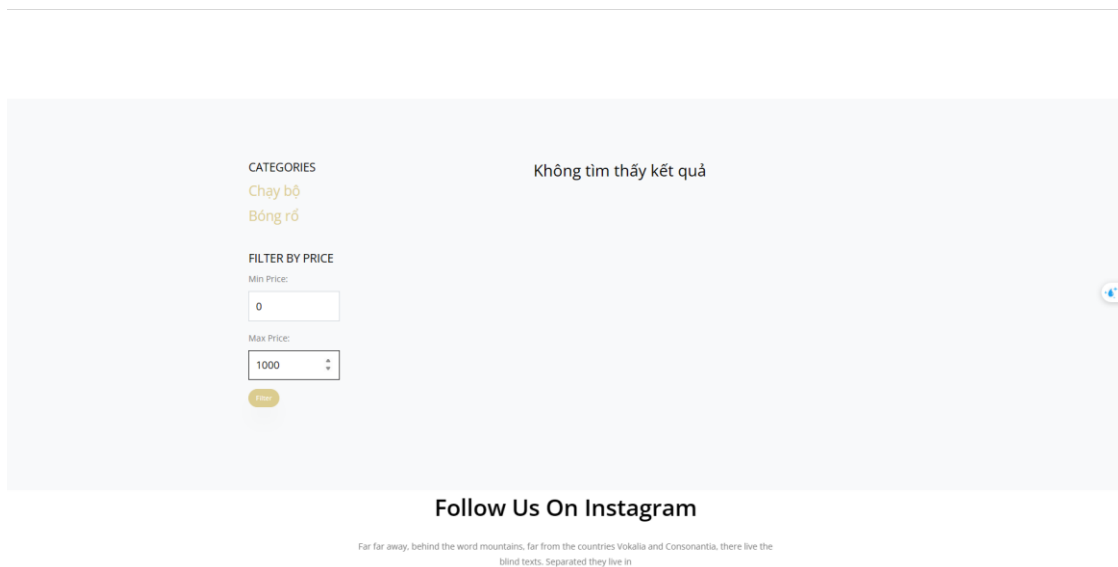 CATEGORIES
Chạy bộ
Bóng rổ
FILTER BY PRICE
Min Price:
0
Max Price:
1000
Filter
Không tìm thấy kết quả
Follow Us On Instagram
Far far away, behind the word mountains, far from the countries Vokalia and Consonantia, there live the
blind texts. Separated they live in